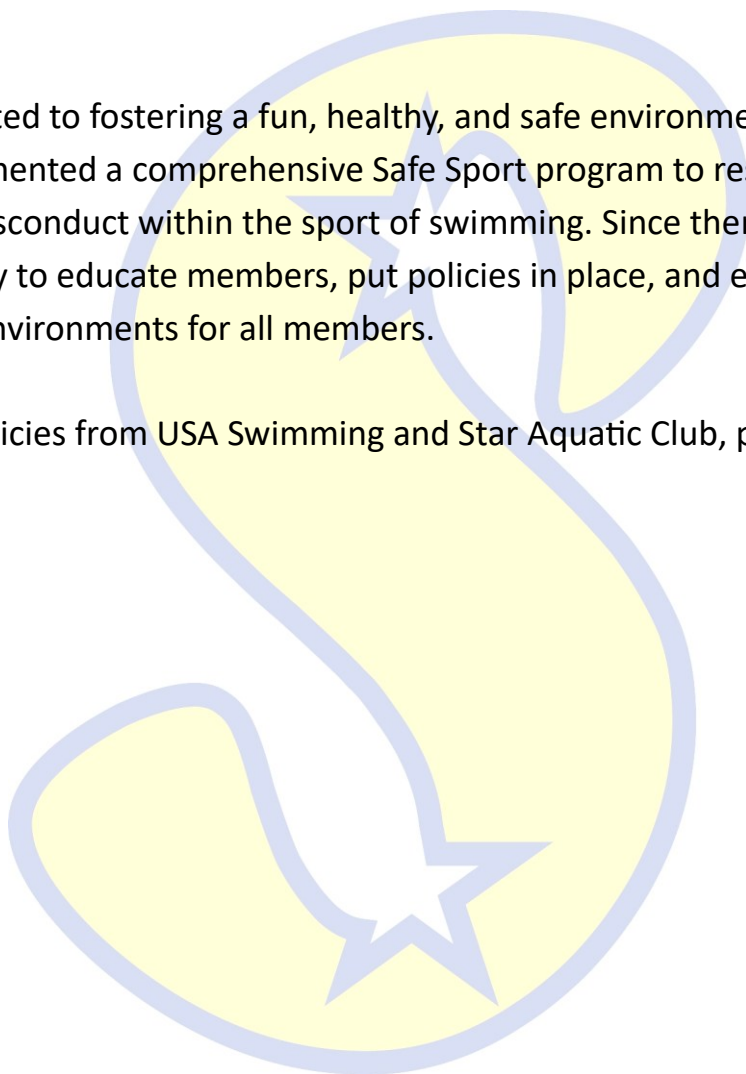 ted to fostering a fun, healthy, and safe environme
mented a comprehensive Safe Sport program to res
sconduct within the sport of swimming. Since ther
y to educate members, put policies in place, and e
nvironments for all members.
icies from USA Swimming and Star Aquatic Club, p